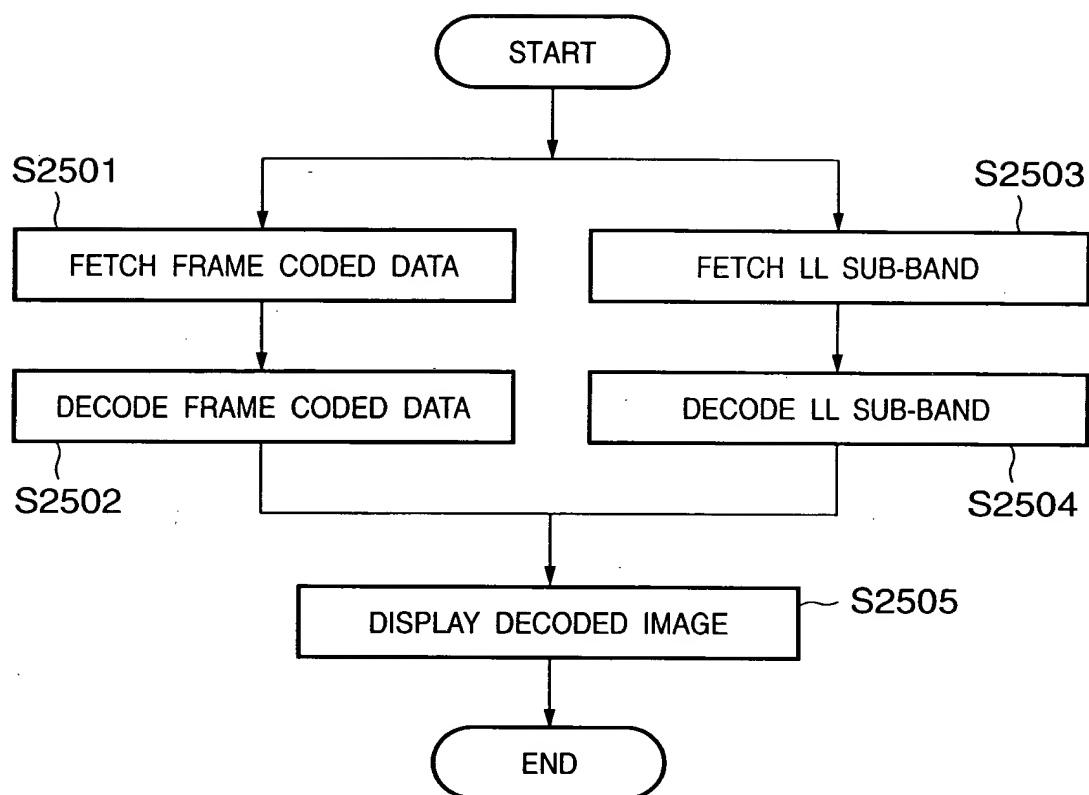 START
S2501
S2503
FETCH FRAME CODED DATA
FETCH LL SUB-BAND
DECODE FRAME CODED DATA
DECODE LL SUB-BAND
S2502
S2504
DISPLAY DECODED IMAGE
S2505
END